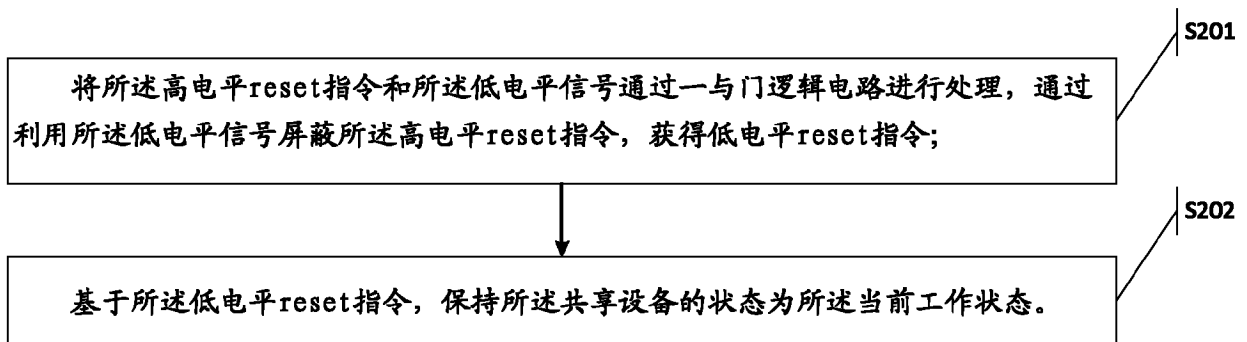 S201
将所述高电平reset指令和所述低电平信号通过一与门逻辑电路进行处理，通过
利用所述低电平信号屏蔽所述高电平reset指令，获得低电平reset指令；
S202
基于所述低电平reset指令，保持所述共享设备的状态为所述当前工作状态。